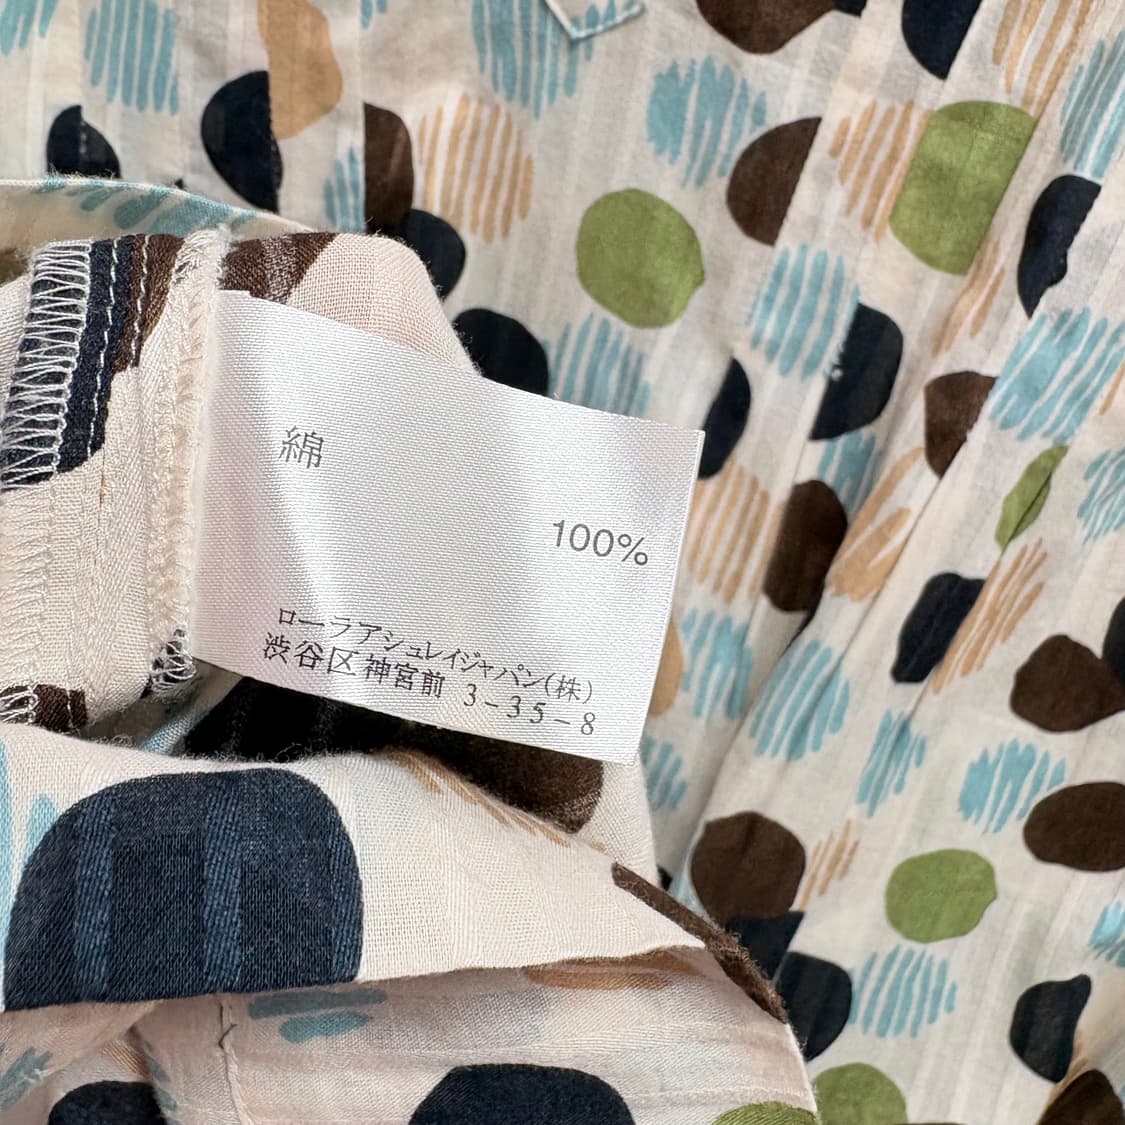 綿
100%
ローラアシュレイジャパン(株)
渋谷区神宮前 3-35-8